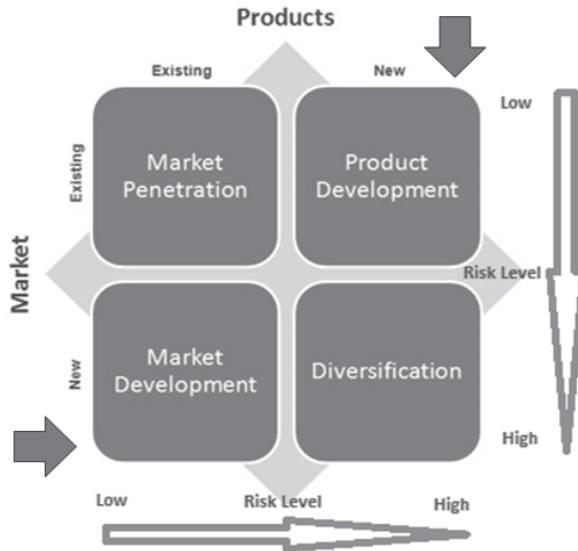 Products
Existing New
Low
Existing
Market
Penetration
Product
Development
Market
Risk Level
New
Market
Development
Diversification
High
Low Risk Level High